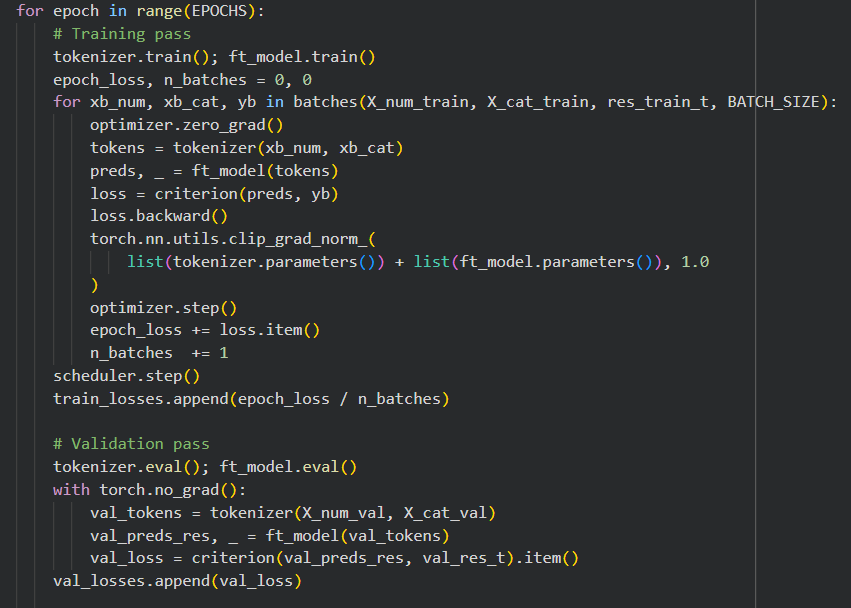 for epoch in range(EPOCHS):
    # Training pass
    tokenizer.train(); ft_model.train()
    epoch_loss, n_batches = 0, 0
    for xb_num, xb_cat, yb in batches(X_num_train, X_cat_train, res_train_t, BATCH_SIZE):
        optimizer.zero_grad()
        tokens = tokenizer(xb_num, xb_cat)
        preds, _ = ft_model(tokens)
        loss = criterion(preds, yb)
        loss.backward()
        torch.nn.utils.clip_grad_norm_(
            list(tokenizer.parameters()) + list(ft_model.parameters()), 1.0
        )
        optimizer.step()
        epoch_loss += loss.item()
        n_batches  += 1
    scheduler.step()
    train_losses.append(epoch_loss / n_batches)

    # Validation pass
    tokenizer.eval(); ft_model.eval()
    with torch.no_grad():
        val_tokens = tokenizer(X_num_val, X_cat_val)
        val_preds_res, _ = ft_model(val_tokens)
        val_loss = criterion(val_preds_res, val_res_t).item()
    val_losses.append(val_loss)